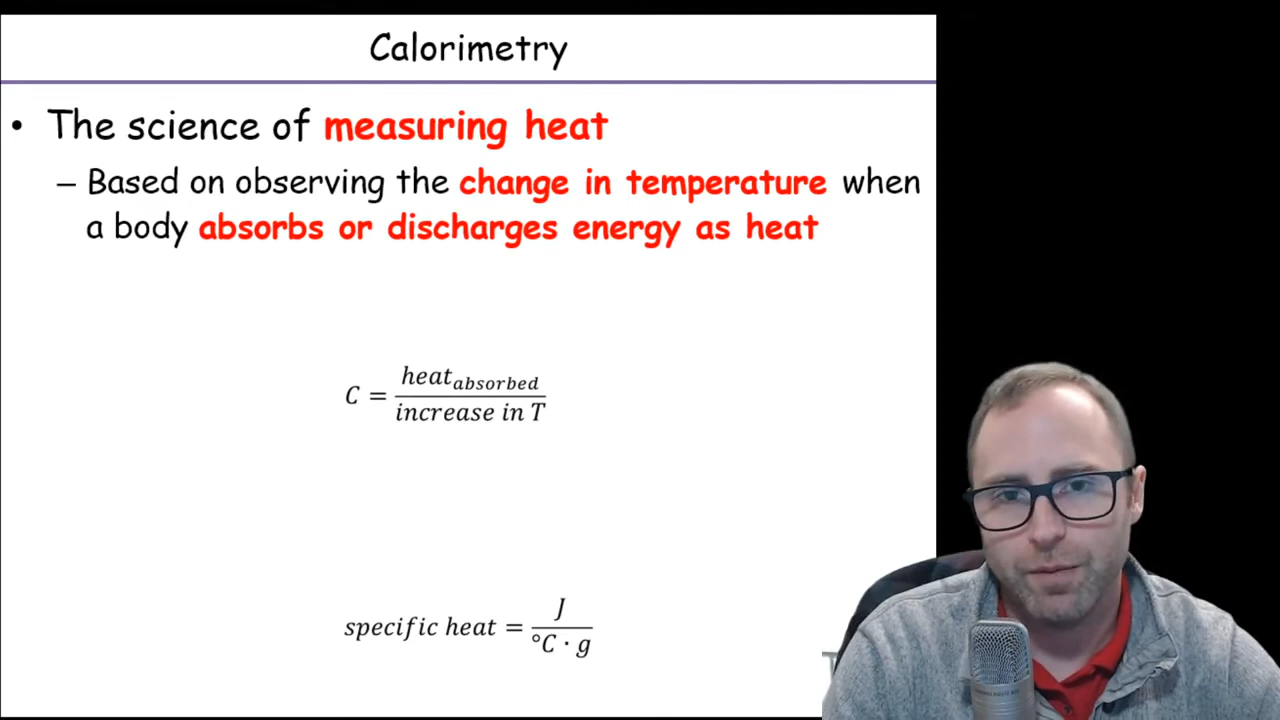 Calorimetry
• The science of measuring heat
– Based on observing the change in temperature when
a body absorbs or discharges energy as heat
C = heat_absorbed / increase in T
specific heat = J / °C · g